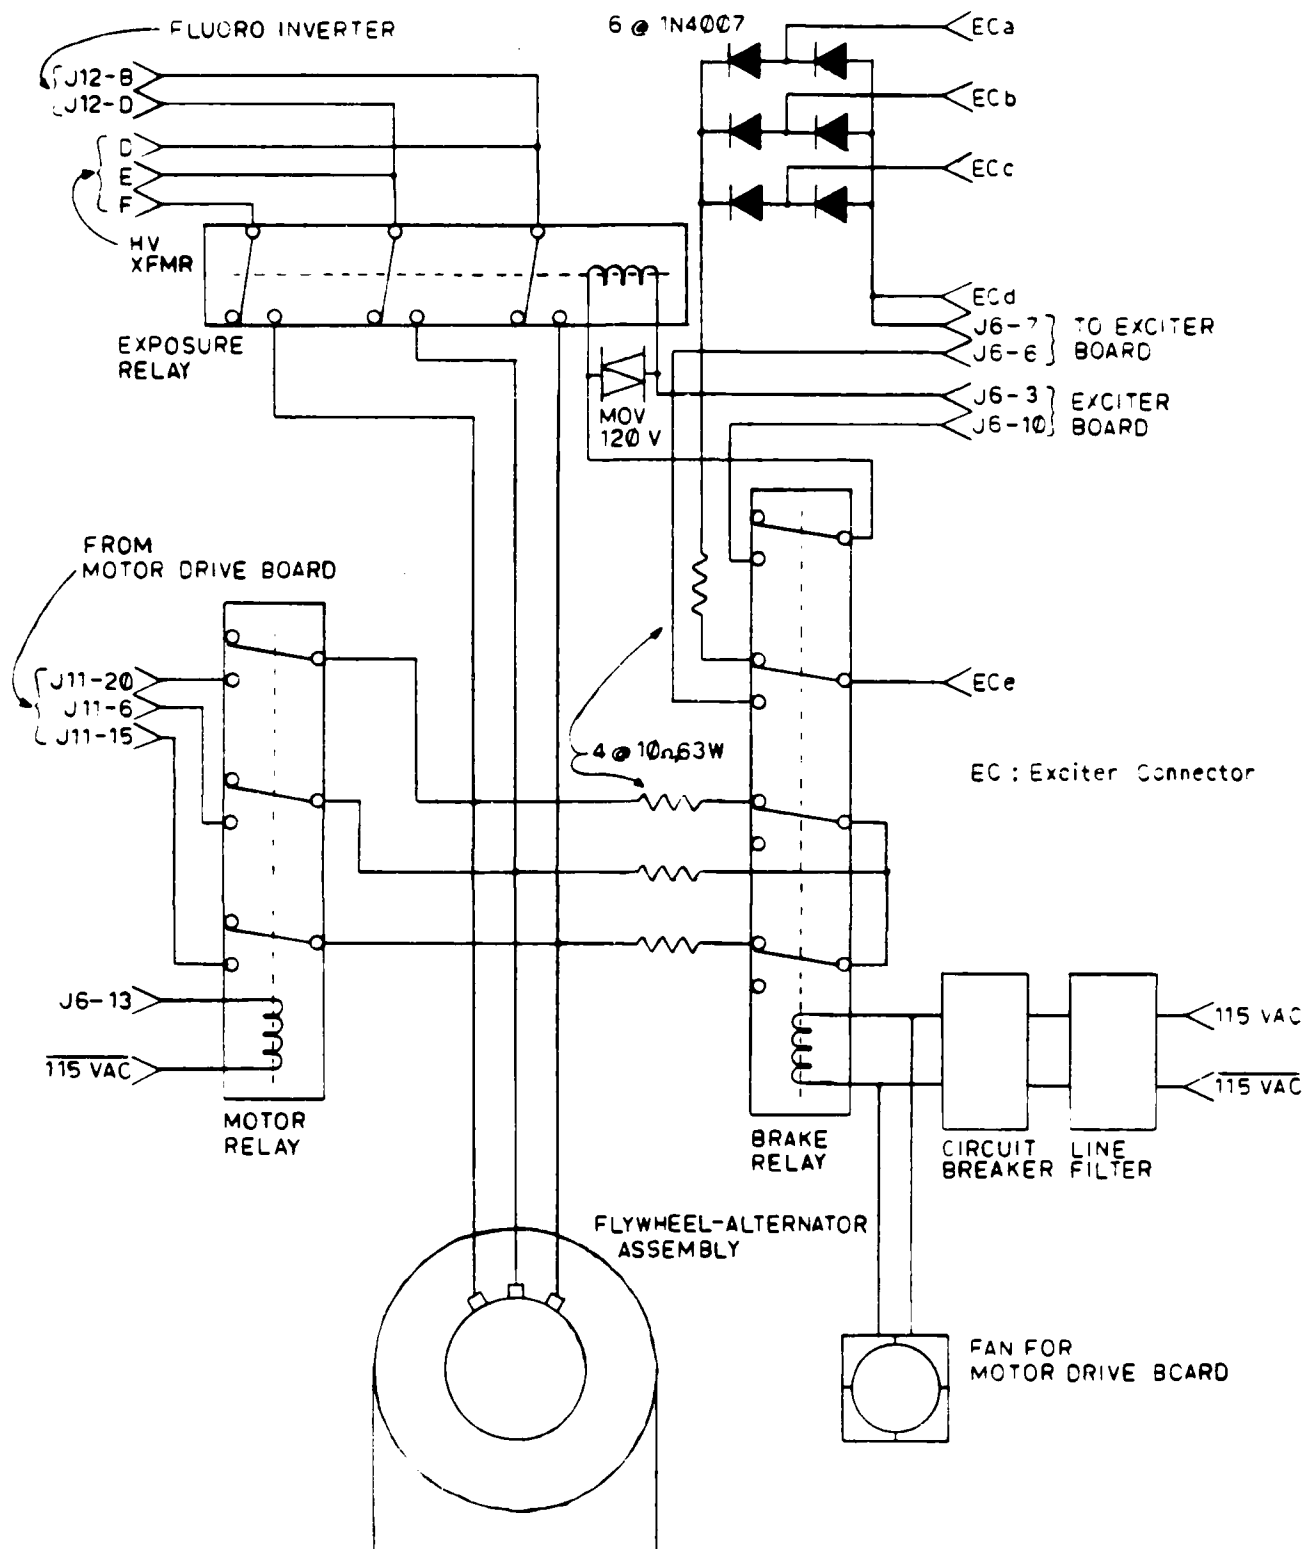 FLUORO INVERTER
6 @ 1N4007
ECa
J12-B
J12-D
ECb
D
E
F
ECc
HV
XFMR
ECd
J6-7
J6-6
TO EXCITER
BOARD
EXPOSURE
RELAY
J6-3
J6-10
EXCITER
BOARD
MOV
120 V
FROM
MOTOR DRIVE BOARD
J11-20
J11-6
J11-15
ECe
4 @ 10Ω,63W
EC : Exciter Connector
J6-13
115 VAC
MOTOR
RELAY
BRAKE
RELAY
115 VAC
115 VAC
CIRCUIT
BREAKER
LINE
FILTER
FLYWHEEL-ALTERNATOR
ASSEMBLY
FAN FOR
MOTOR DRIVE BOARD